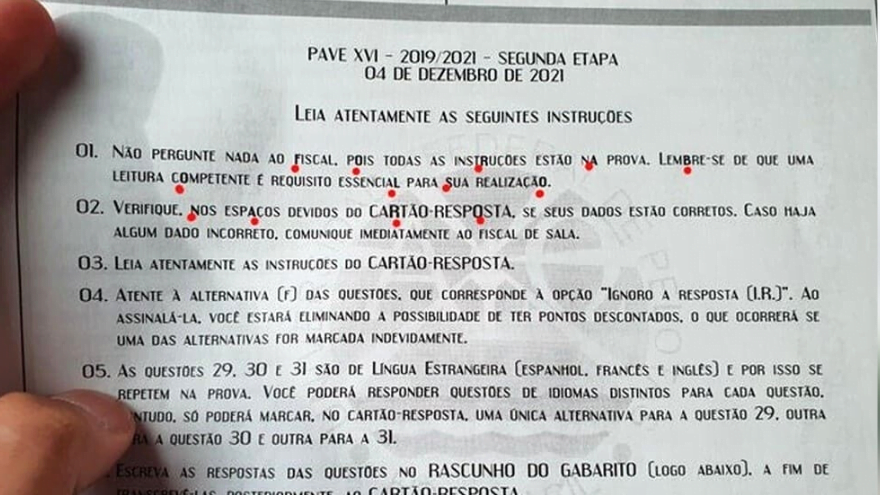 PAVE XVI - 2019/2021 - SEGUNDA ETAPA
04 DE DEZEMBRO DE 2021
LEIA ATENTAMENTE AS SEGUINTES INSTRUÇÕES
01. NÃO PERGUNTE NADA AO FISCAL, POIS TODAS AS INSTRUÇÕES ESTÃO NA PROVA. LEMBRE-SE DE QUE UMA
LEITURA COMPETENTE É REQUISITO ESSENCIAL PARA SUA REALIZAÇÃO.
02. VERIFIQUE, NOS ESPAÇOS DEVIDOS DO CARTÃO-RESPOSTA, SE SEUS DADOS ESTÃO CORRETOS. CASO HAJA
ALGUM DADO INCORRETO, COMUNIQUE IMEDIATAMENTE AO FISCAL DE SALA.
03. LEIA ATENTAMENTE AS INSTRUÇÕES DO CARTÃO-RESPOSTA.
04. ATENTE À ALTERNATIVA (F) DAS QUESTÕES, QUE CORRESPONDE À OPÇÃO "IGNORO A RESPOSTA (I.R.)". AO
ASSINALÁ-LA, VOCÊ ESTARÁ ELIMINANDO A POSSIBILIDADE DE TER PONTOS DESCONTADOS, O QUE OCORRERÁ SE
UMA DAS ALTERNATIVAS FOR MARCADA INDEVIDAMENTE.
05. AS QUESTÕES 29, 30 E 31 SÃO DE LÍNGUA ESTRANGEIRA (ESPANHOL, FRANCÊS E INGLÊS) E POR ISSO SE
REPETEM NA PROVA. VOCÊ PODERÁ RESPONDER QUESTÕES DE IDIOMAS DISTINTOS PARA CADA QUESTÃO,
NTUDO, SÓ PODERÁ MARCAR, NO CARTÃO-RESPOSTA, UMA ÚNICA ALTERNATIVA PARA A QUESTÃO 29, OUTRA
A QUESTÃO 30 E OUTRA PARA A 31.
ESCREVA AS RESPOSTAS DAS QUESTÕES NO RASCUNHO DO GABARITO (LOGO ABAIXO), A FIM DE
TRANSCREVÊ-LAS POSTERIORMENTE AO CARTÃO-RESPOSTA.